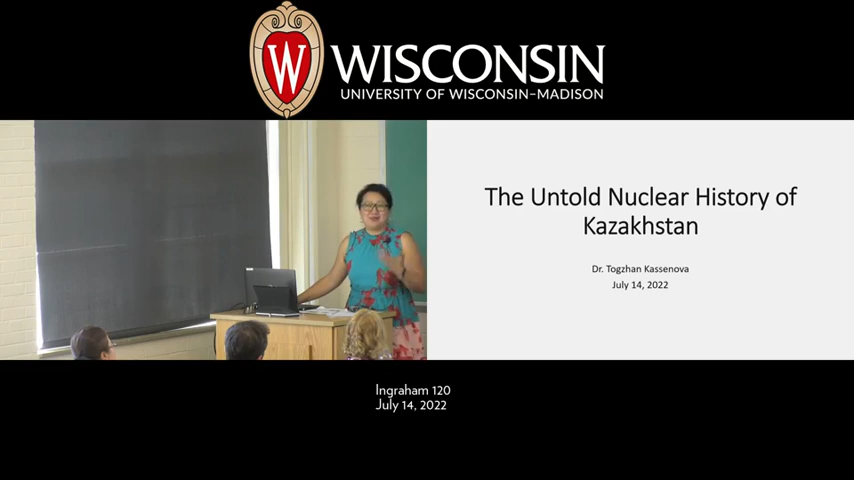 W
WISCONSIN
UNIVERSITY OF WISCONSIN–MADISON
The Untold Nuclear History of
Kazakhstan
Dr. Togzhan Kassenova
July 14, 2022
Ingraham 120
July 14, 2022